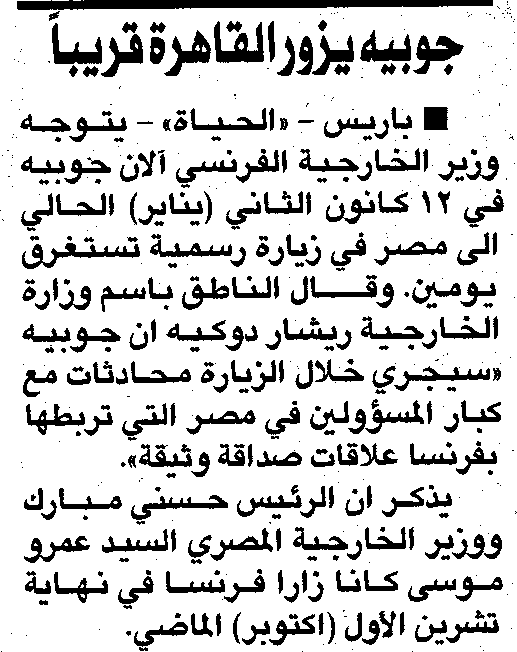 جوبيه يزور القاهرة قريباً
■ باريس - «الحياة» - يتوجه
وزير الخارجية الفرنسي آلان جوبيه
في ١٢ كانون الثاني (يناير) الحالي
الى مصر في زيارة رسمية تستغرق
يومين. وقال الناطق باسم وزارة
الخارجية ريشار دوكيه ان جوبيه
«سيجري خلال الزيارة محادثات مع
كبار المسؤولين في مصر التي تربطها
بفرنسا علاقات صداقة وثيقة».
يذكر ان الرئيس حسني مبارك
ووزير الخارجية المصري السيد عمرو
موسى كانا زارا فرنسا في نهاية
تشرين الأول (اكتوبر) الماضي.